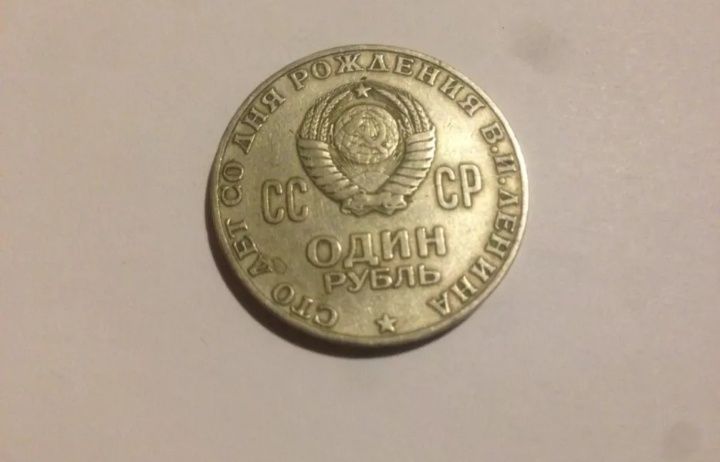 СТО ЛЕТ СО ДНЯ РОЖДЕНИЯ В.И.ЛЕНИНА
СС СР
ОДИН
РУБЛЬ